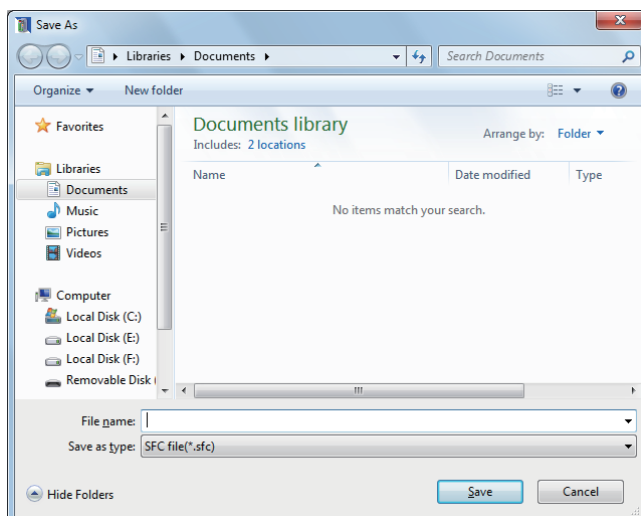 Save As
Libraries Documents
Search Documents
Organize New folder
Favorites
Libraries
Documents
Music
Pictures
Videos
Computer
Local Disk (C:)
Local Disk (E:)
Local Disk (F:)
Removable Disk
Documents library
Includes: 2 locations
Arrange by: Folder
Name Date modified Type
No items match your search.
File name:
Save as type: SFC file(*.sfc)
Hide Folders Save Cancel